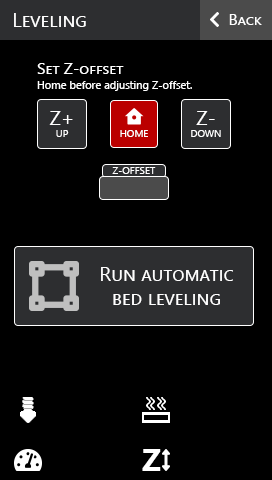 Leveling
Back
Set Z-offset
Home before adjusting Z-offset.
Z+
UP
HOME
Z-
DOWN
Z-OFFSET
Run automatic
bed leveling
Z